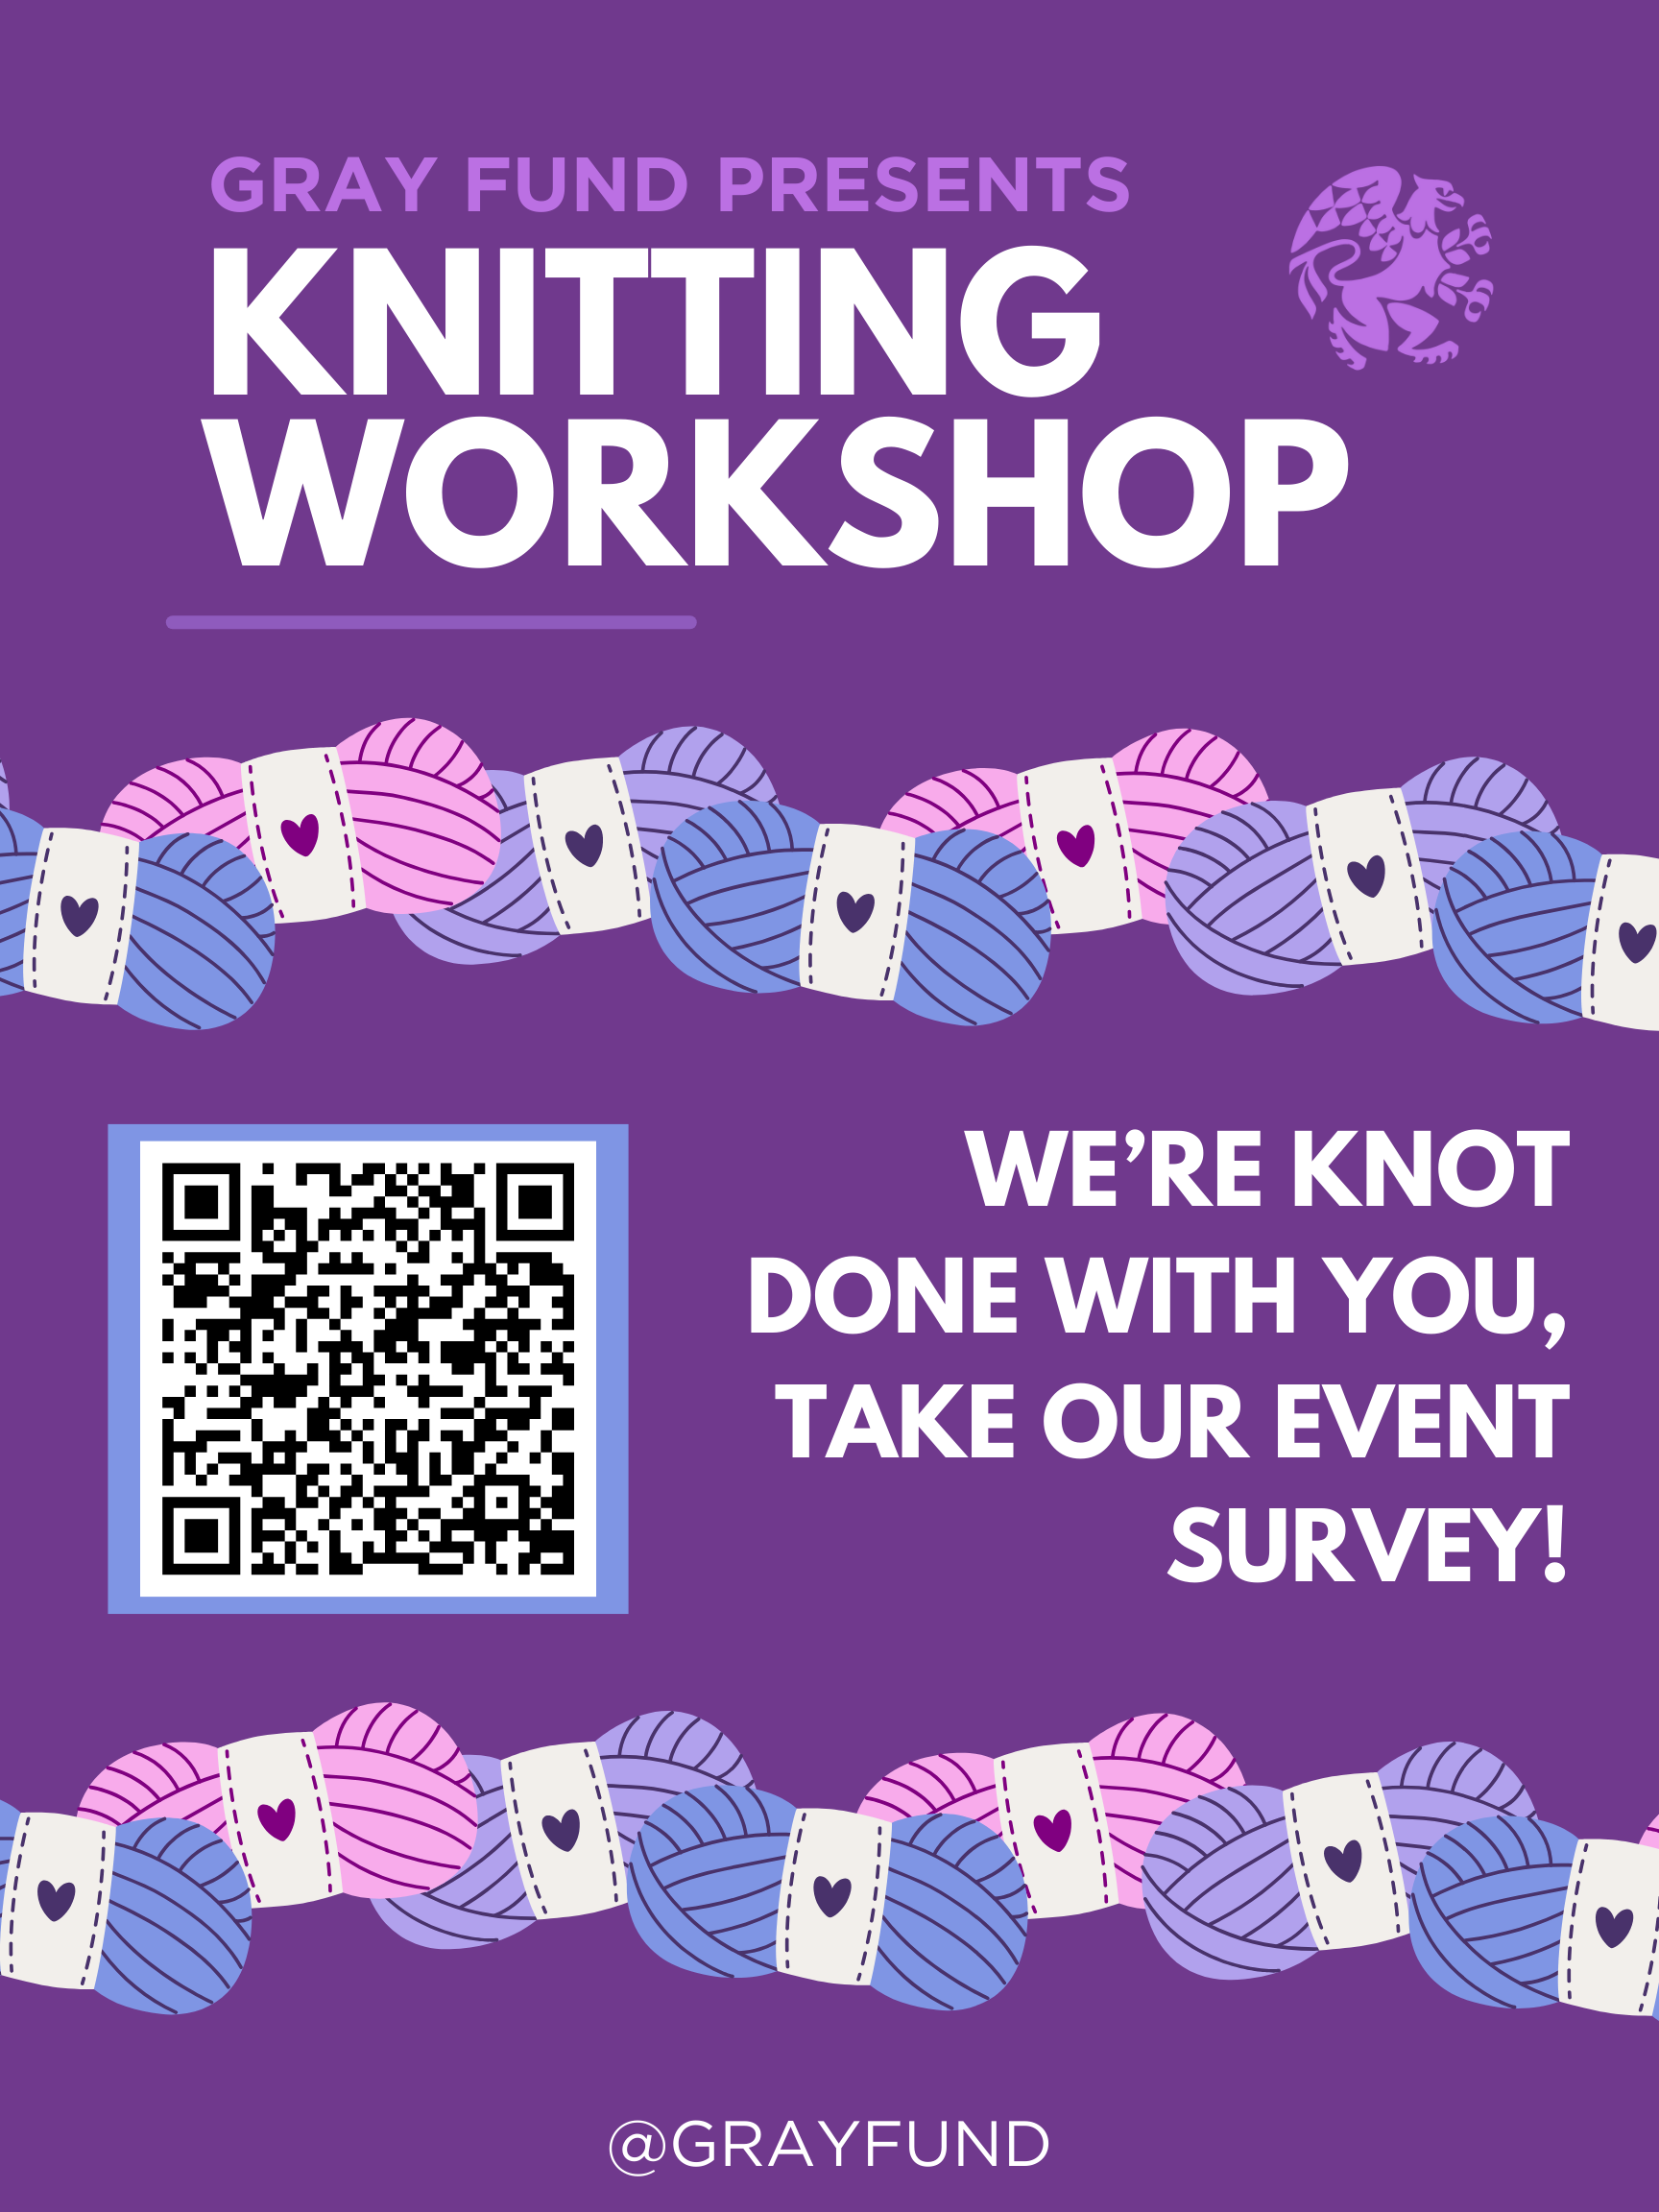 GRAY FUND PRESENTS
KNITTING
WORKSHOP
WE'RE KNOT
DONE WITH YOU,
TAKE OUR EVENT
SURVEY!
@GRAYFUND